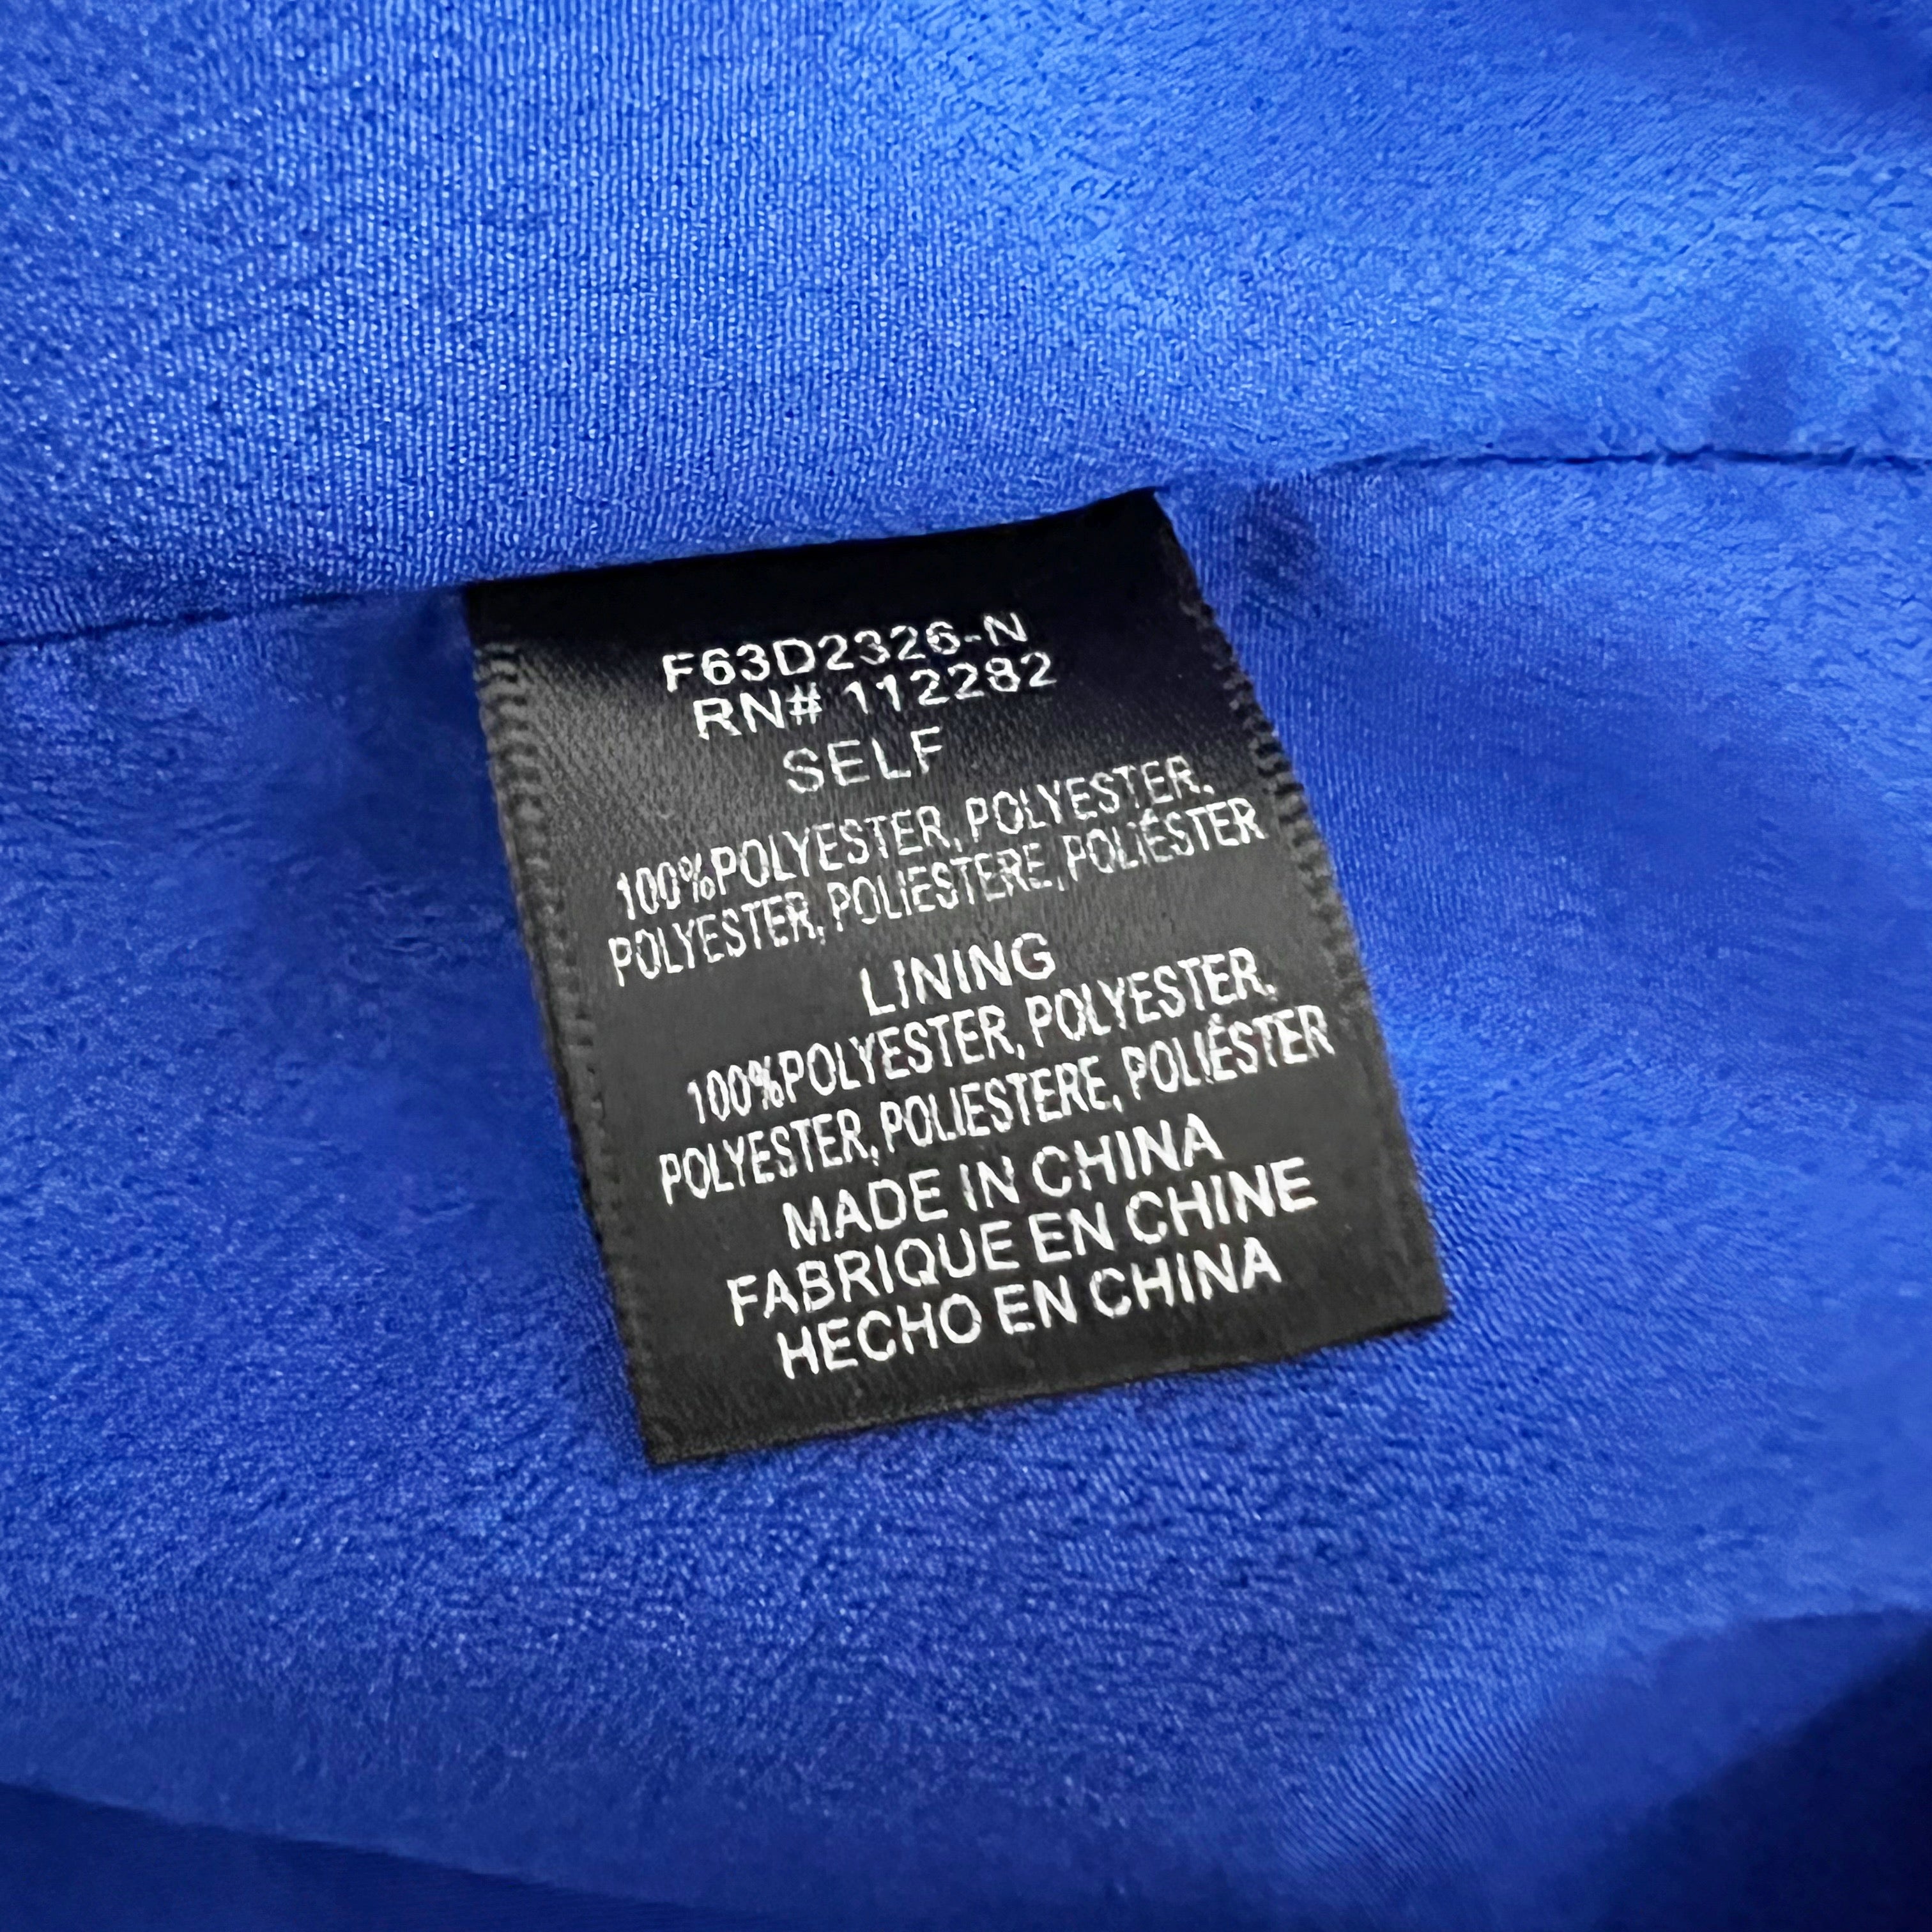 F63D2326-N
RN# 112282
SELF
100%POLYESTER, POLYESTER,
POLYESTER, POLIESTERE, POLIÉSTER
LINING
100%POLYESTER, POLYESTER,
POLYESTER, POLIESTERE, POLIÉSTER
MADE IN CHINA
FABRIQUE EN CHINE
HECHO EN CHINA